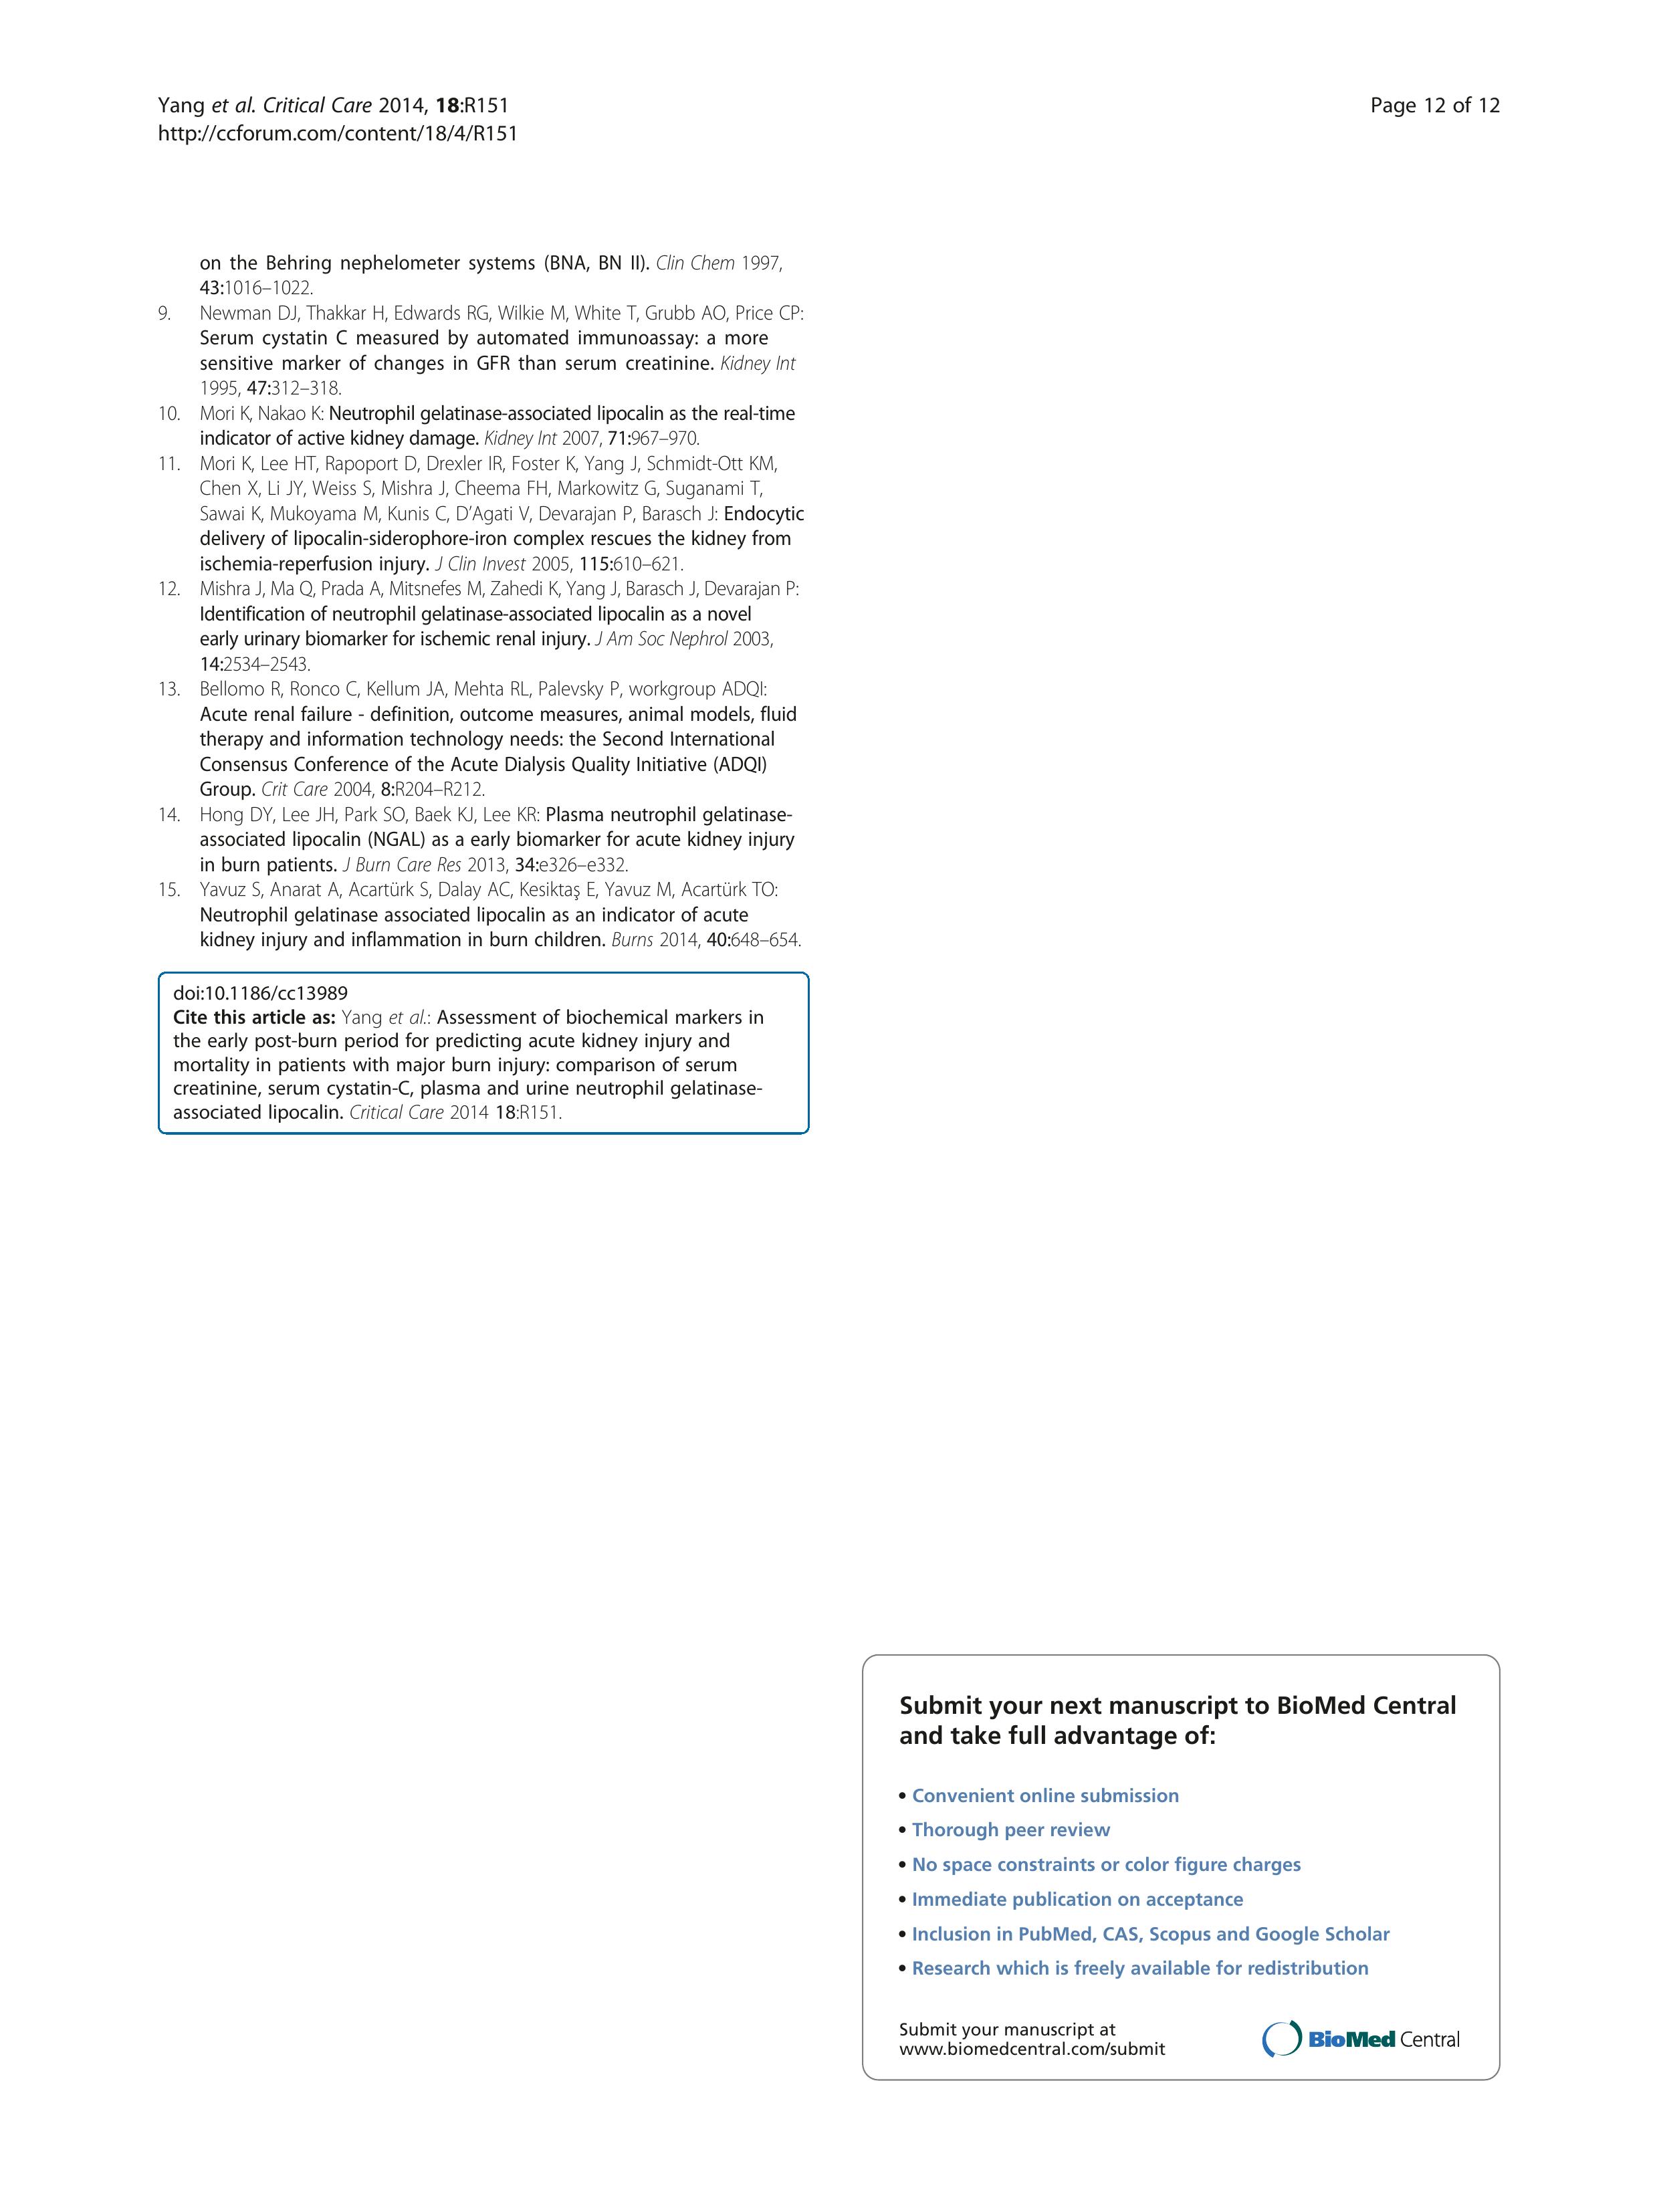 Yang et al. Critical Care 2014, 18:R151
http://ccforum.com/content/18/4/R151
Page 12 of 12
on the Behring nephelometer systems (BNA, BN II). Clin Chem 1997,
43:1016–1022.
9. Newman DJ, Thakkar H, Edwards RG, Wilkie M, White T, Grubb AO, Price CP:
Serum cystatin C measured by automated immunoassay: a more
sensitive marker of changes in GFR than serum creatinine. Kidney Int
1995, 47:312–318.
10. Mori K, Nakao K: Neutrophil gelatinase-associated lipocalin as the real-time
indicator of active kidney damage. Kidney Int 2007, 71:967–970.
11. Mori K, Lee HT, Rapoport D, Drexler IR, Foster K, Yang J, Schmidt-Ott KM,
Chen X, Li JY, Weiss S, Mishra J, Cheema FH, Markowitz G, Suganami T,
Sawai K, Mukoyama M, Kunis C, D’Agati V, Devarajan P, Barasch J: Endocytic
delivery of lipocalin-siderophore-iron complex rescues the kidney from
ischemia-reperfusion injury. J Clin Invest 2005, 115:610–621.
12. Mishra J, Ma Q, Prada A, Mitsnefes M, Zahedi K, Yang J, Barasch J, Devarajan P:
Identification of neutrophil gelatinase-associated lipocalin as a novel
early urinary biomarker for ischemic renal injury. J Am Soc Nephrol 2003,
14:2534–2543.
13. Bellomo R, Ronco C, Kellum JA, Mehta RL, Palevsky P, workgroup ADQI:
Acute renal failure - definition, outcome measures, animal models, fluid
therapy and information technology needs: the Second International
Consensus Conference of the Acute Dialysis Quality Initiative (ADQI)
Group. Crit Care 2004, 8:R204–R212.
14. Hong DY, Lee JH, Park SO, Baek KJ, Lee KR: Plasma neutrophil gelatinase-
associated lipocalin (NGAL) as a early biomarker for acute kidney injury
in burn patients. J Burn Care Res 2013, 34:e326–e332.
15. Yavuz S, Anarat A, Acartürk S, Dalay AC, Kesiktaş E, Yavuz M, Acartürk TO:
Neutrophil gelatinase associated lipocalin as an indicator of acute
kidney injury and inflammation in burn children. Burns 2014, 40:648–654.
doi:10.1186/cc13989
Cite this article as: Yang et al.: Assessment of biochemical markers in
the early post-burn period for predicting acute kidney injury and
mortality in patients with major burn injury: comparison of serum
creatinine, serum cystatin-C, plasma and urine neutrophil gelatinase-
associated lipocalin. Critical Care 2014 18:R151.
Submit your next manuscript to BioMed Central
and take full advantage of:
• Convenient online submission
• Thorough peer review
• No space constraints or color figure charges
• Immediate publication on acceptance
• Inclusion in PubMed, CAS, Scopus and Google Scholar
• Research which is freely available for redistribution
Submit your manuscript at
www.biomedcentral.com/submit
BioMed Central